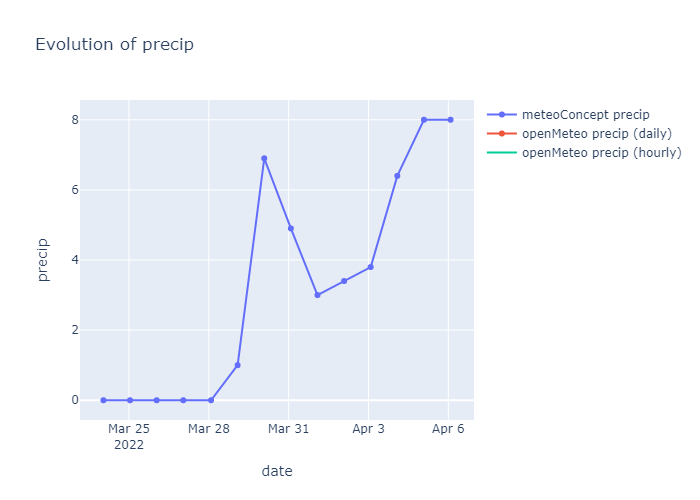 Evolution of precip
meteoConcept precip
openMeteo precip (daily)
openMeteo precip (hourly)
8
6
4
2
0
precip
Mar 25
2022
Mar 28
Mar 31
Apr 3
Apr 6
date